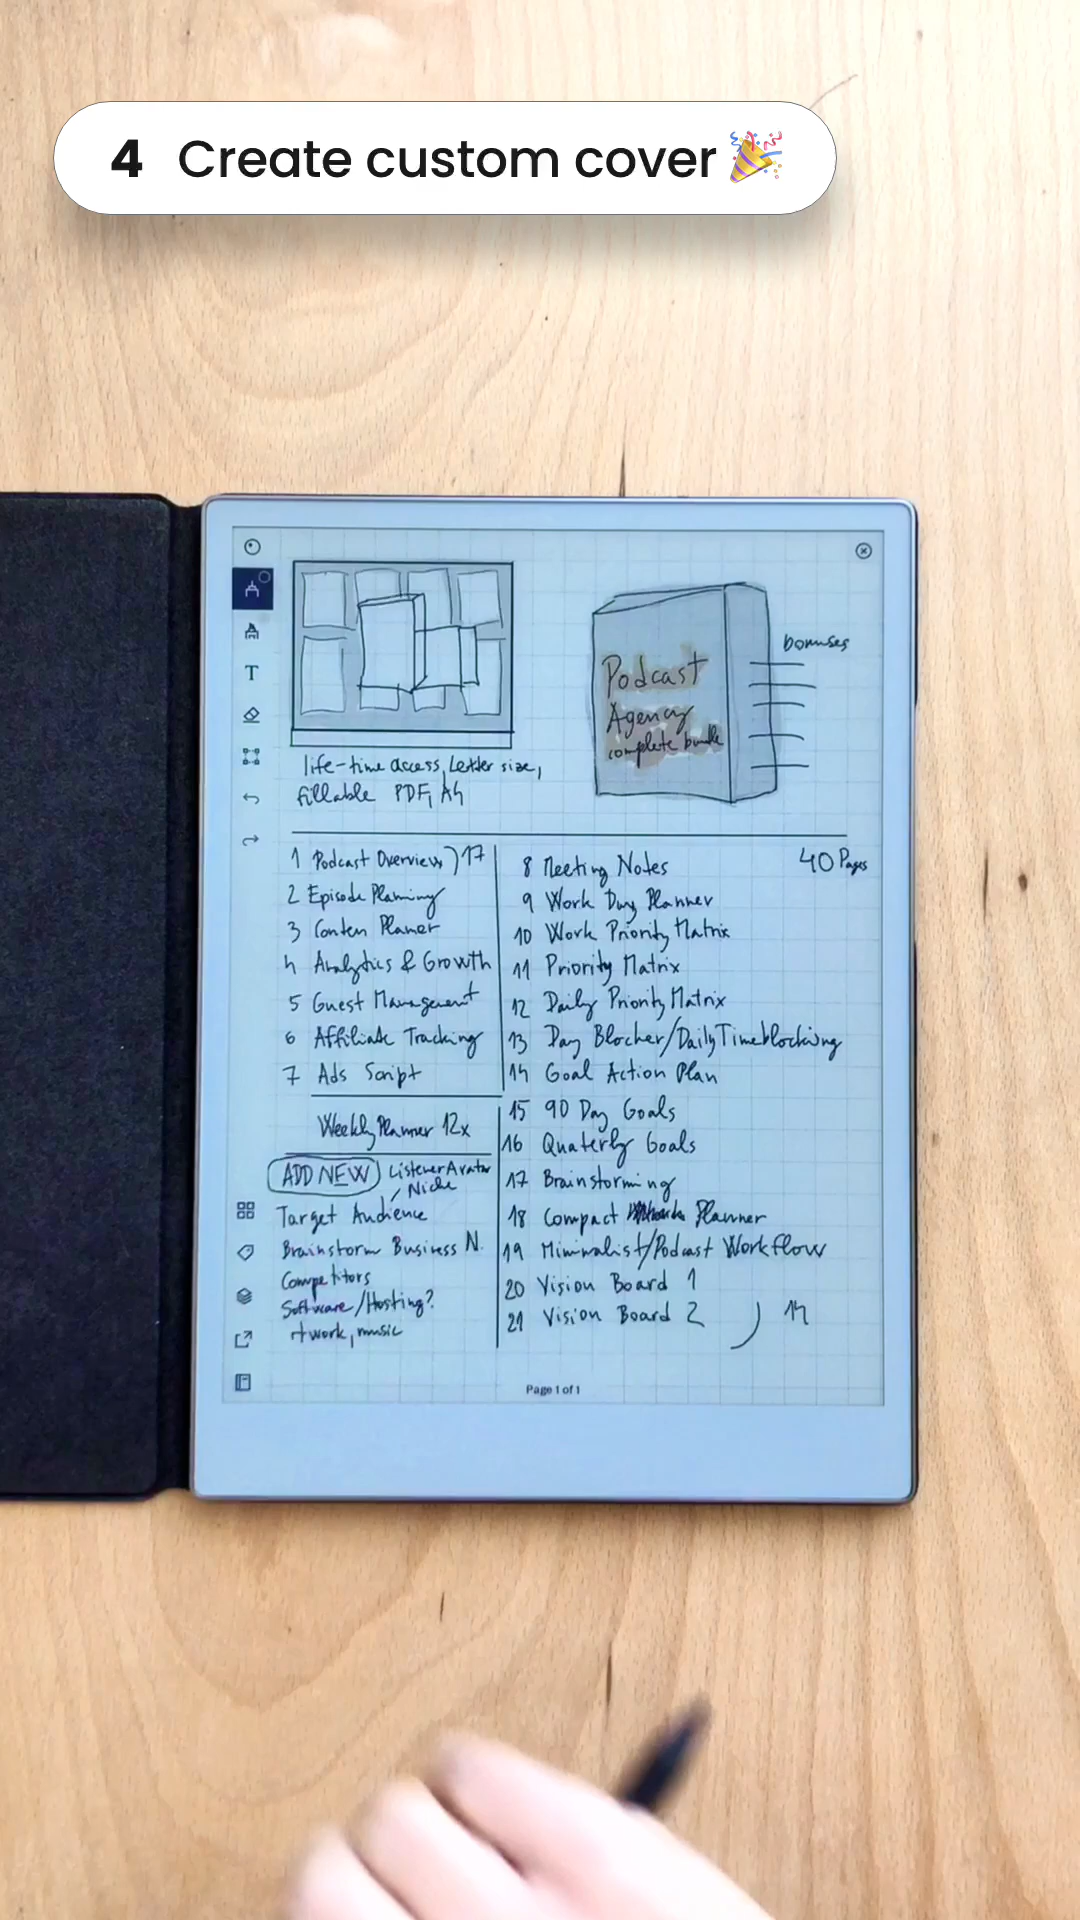 4 Create custom cover 🎉
T
Podcast
Agency
complete bundle
bonuses
life-time access, Letter size,
fillable PDF, A4
40 Pages
1 Podcast Overview ) 17
2 Episode Planing
3 Conten Planer
4 Analytics & Growth
5 Guest Management
6 Affiliate Tracking
7 Ads Script
Weekly Planner 12x
ADD NEW Listener Avatar
/ Niche
Target Audience
Brainstorm Business N.
Competitors
Software/Hosting?
music
8 Meeting Notes
9 Work Day Planner
10 Work Priority Matrix
11 Priority Matrix
12 Daily Priority Matrix
13 Day Blocker/Daily Timeblocking
14 Goal Action Plan
15 90 Day Goals
16 Quaterly Goals
17 Brainstorming
18 Compact Planner
19 Minimalist/Podcast Workflow
20 Vision Board 1
21 Vision Board 2 ) 14
Page 1 of 1